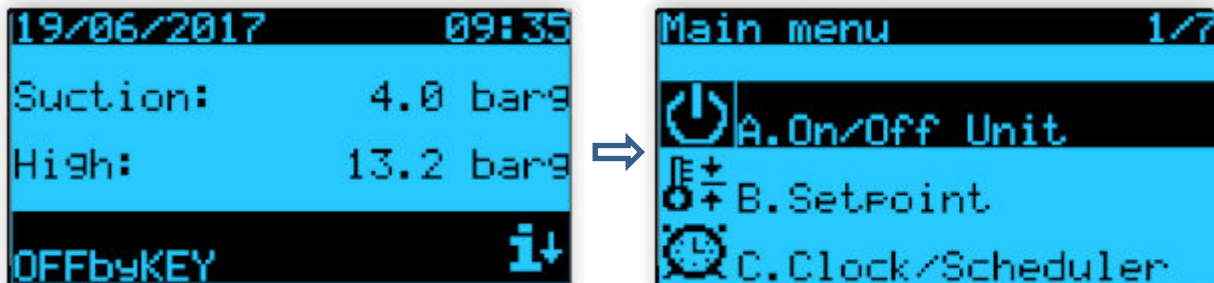 19/06/2017 09:35
Suction: 4.0 barg
High: 13.2 barg
OFFbyKEY
Main menu 1/7
A.On/Off Unit
B.Setpoint
C.Clock/Scheduler